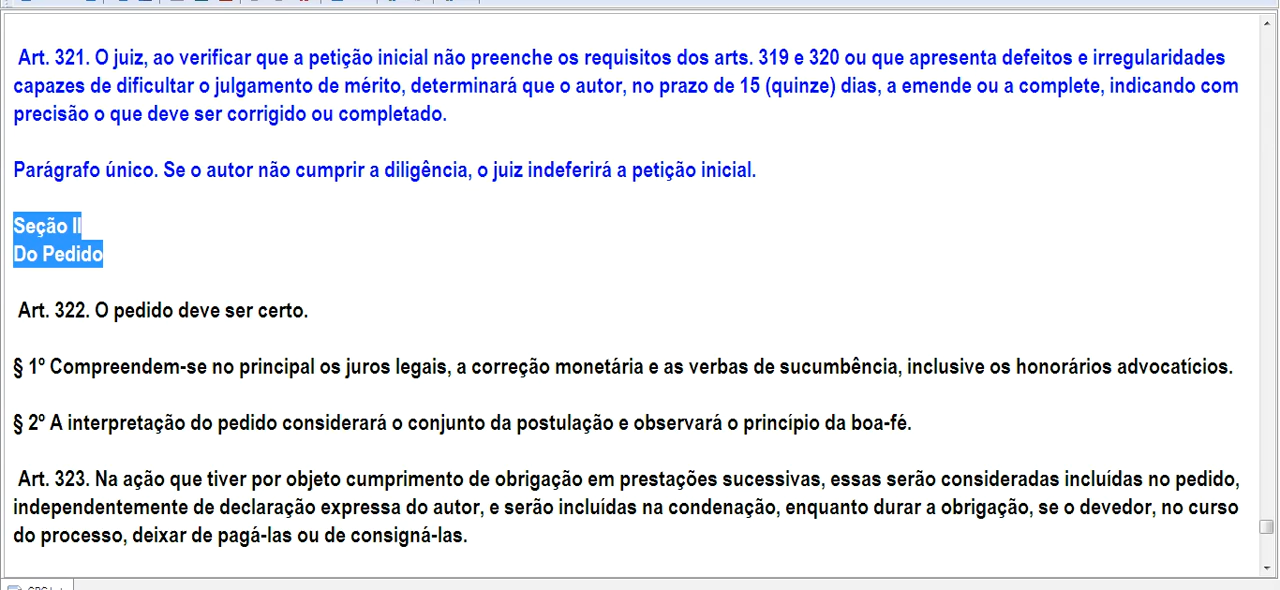 Art. 321. O juiz, ao verificar que a petição inicial não preenche os requisitos dos arts. 319 e 320 ou que apresenta defeitos e irregularidades
capazes de dificultar o julgamento de mérito, determinará que o autor, no prazo de 15 (quinze) dias, a emende ou a complete, indicando com
precisão o que deve ser corrigido ou completado.
Parágrafo único. Se o autor não cumprir a diligência, o juiz indeferirá a petição inicial.
Seção II
Do Pedido
Art. 322. O pedido deve ser certo.
§ 1º Compreendem-se no principal os juros legais, a correção monetária e as verbas de sucumbência, inclusive os honorários advocatícios.
§ 2º A interpretação do pedido considerará o conjunto da postulação e observará o princípio da boa-fé.
Art. 323. Na ação que tiver por objeto cumprimento de obrigação em prestações sucessivas, essas serão consideradas incluídas no pedido,
independentemente de declaração expressa do autor, e serão incluídas na condenação, enquanto durar a obrigação, se o devedor, no curso
do processo, deixar de pagá-las ou de consigná-las.